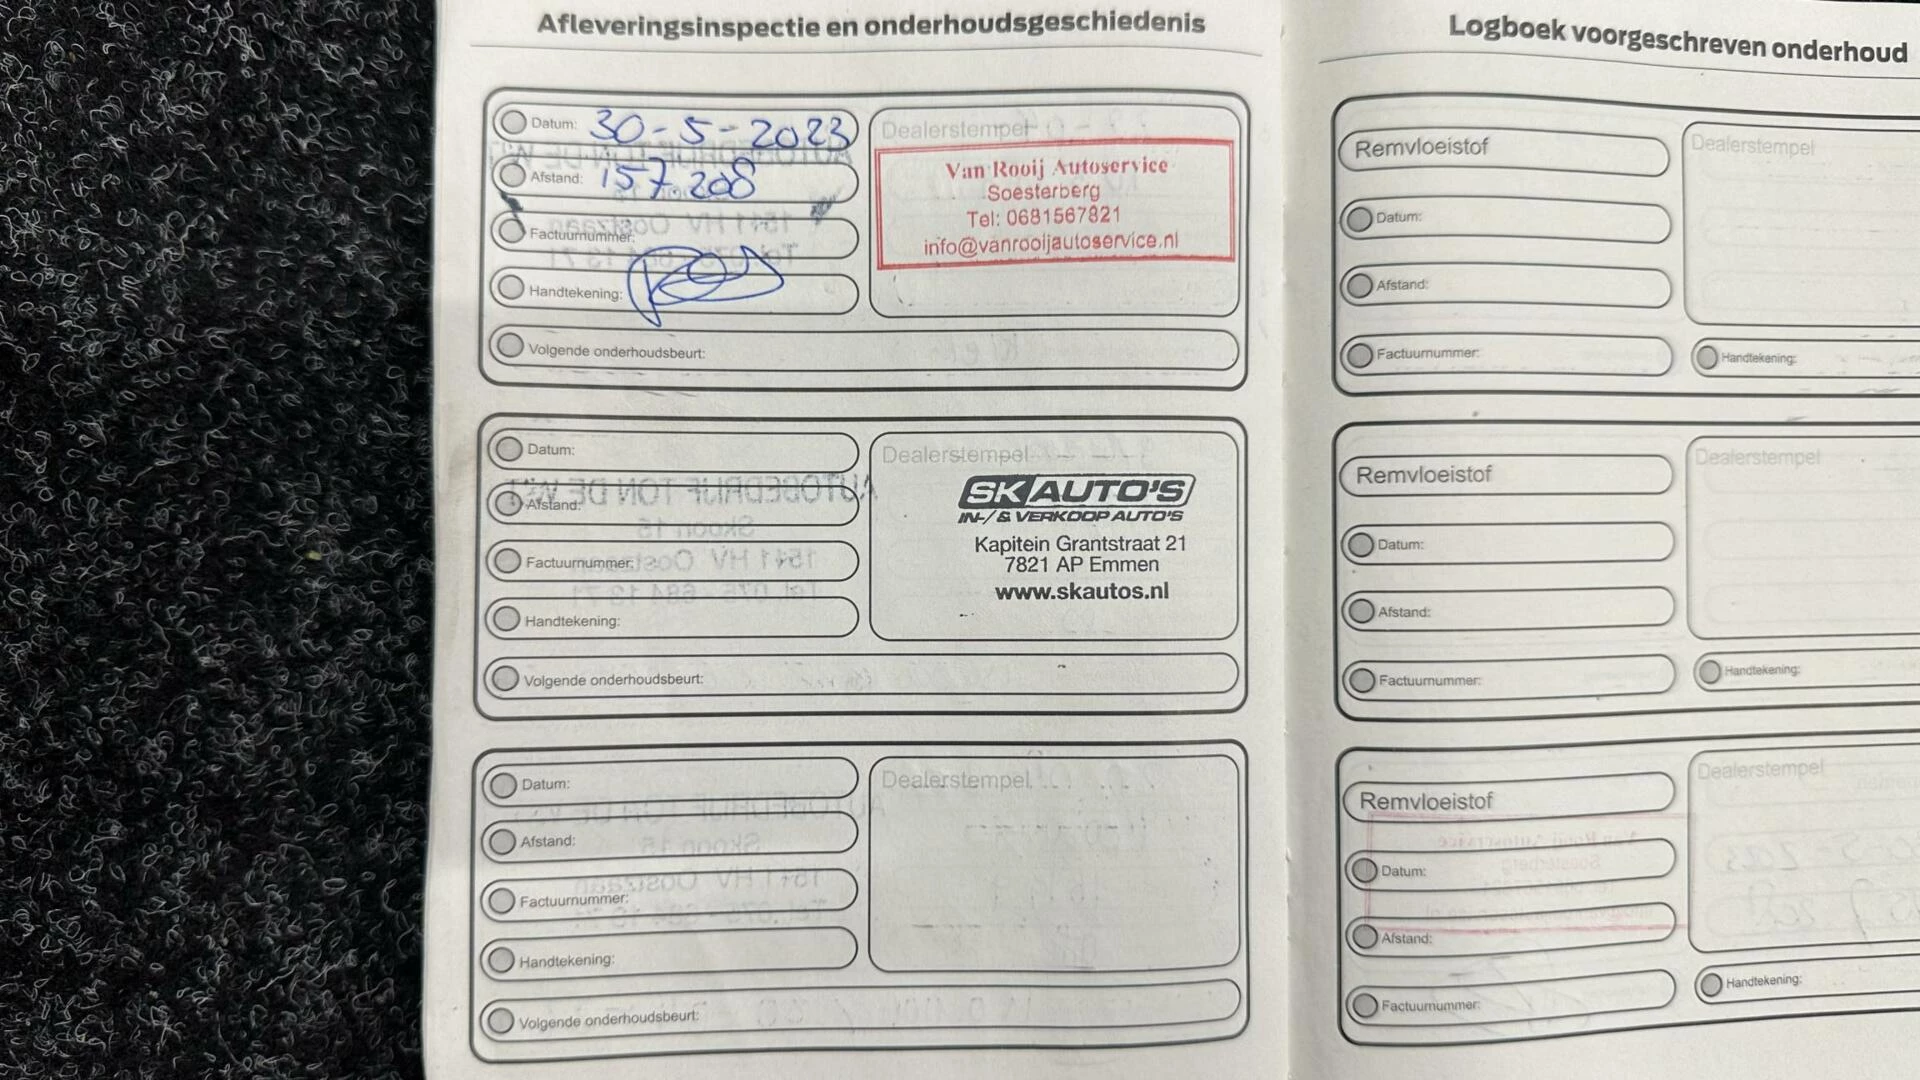 Afleveringsinspectie en onderhoudsgeschiedenis
Datum: 30-5-2023
Afstand: 157208
Factuurnummer:
Handtekening:
Volgende onderhoudsbeurt:
Dealerstempel
Van Rooij Autoservice
Soesterberg
Tel: 0681567821
info@vanrooijautoservice.nl
Datum:
Afstand:
Factuurnummer:
Handtekening:
Volgende onderhoudsbeurt:
Dealerstempel
SK AUTO'S
IN-/ & VERKOOP AUTO'S
Kapitein Grantstraat 21
7821 AP Emmen
www.skautos.nl
Datum:
Afstand:
Factuurnummer:
Handtekening:
Volgende onderhoudsbeurt:
Dealerstempel
Logboek voorgeschreven onderhoud
Remvloeistof
Datum:
Afstand:
Factuurnummer:
Dealerstempel
Handtekening:
Remvloeistof
Datum:
Afstand:
Factuurnummer:
Dealerstempel
Handtekening:
Remvloeistof
Datum:
Afstand:
Factuurnummer:
Dealerstempel
Handtekening: